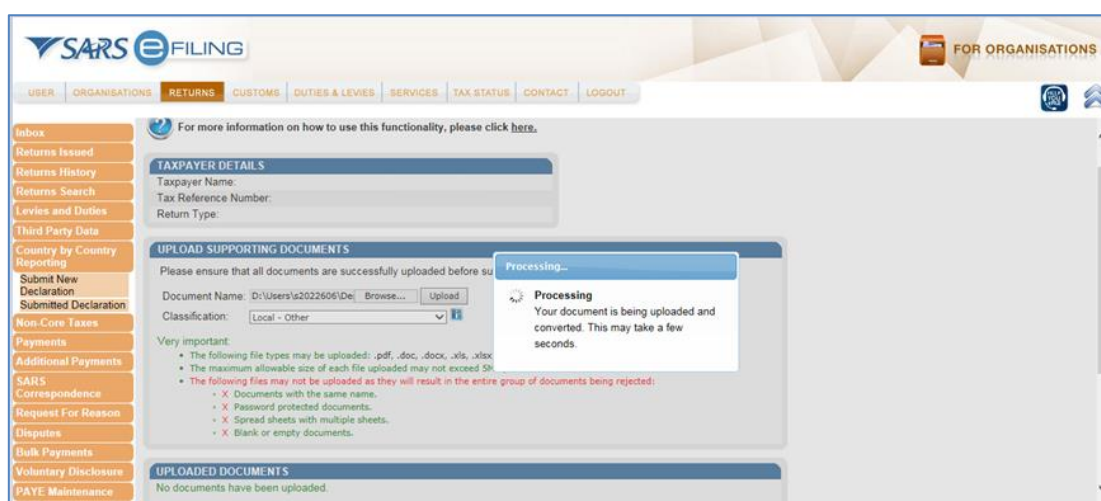 SARS eFILING
FOR ORGANISATIONS
USER ORGANISATIONS RETURNS CUSTOMS DUTIES & LEVIES SERVICES TAX STATUS CONTACT LOGOUT
Inbox
Returns Issued
Returns History
Returns Search
Levies and Duties
Third Party Data
Country by Country
Reporting
Submit New
Declaration
Submitted Declaration
Non-Core Taxes
Payments
Additional Payments
SARS
Correspondence
Request For Reason
Disputes
Bulk Payments
Voluntary Disclosure
PAYE Maintenance
For more information on how to use this functionality, please click here.
TAXPAYER DETAILS
Taxpayer Name:
Tax Reference Number:
Return Type:
UPLOAD SUPPORTING DOCUMENTS
Please ensure that all documents are successfully uploaded before su
Document Name: D:\Users\s2022606\De Browse... Upload
Classification: Local - Other
Very important
• The following file types may be uploaded: .pdf, .doc, .docx, .xls, .xlsx
• The maximum allowable size of each file uploaded may not exceed 5M
• The following files may not be uploaded as they will result in the entire group of documents being rejected:
X Documents with the same name.
X Password protected documents.
X Spread sheets with multiple sheets.
X Blank or empty documents.
Processing...
Processing
Your document is being uploaded and
converted. This may take a few
seconds.
UPLOADED DOCUMENTS
No documents have been uploaded.